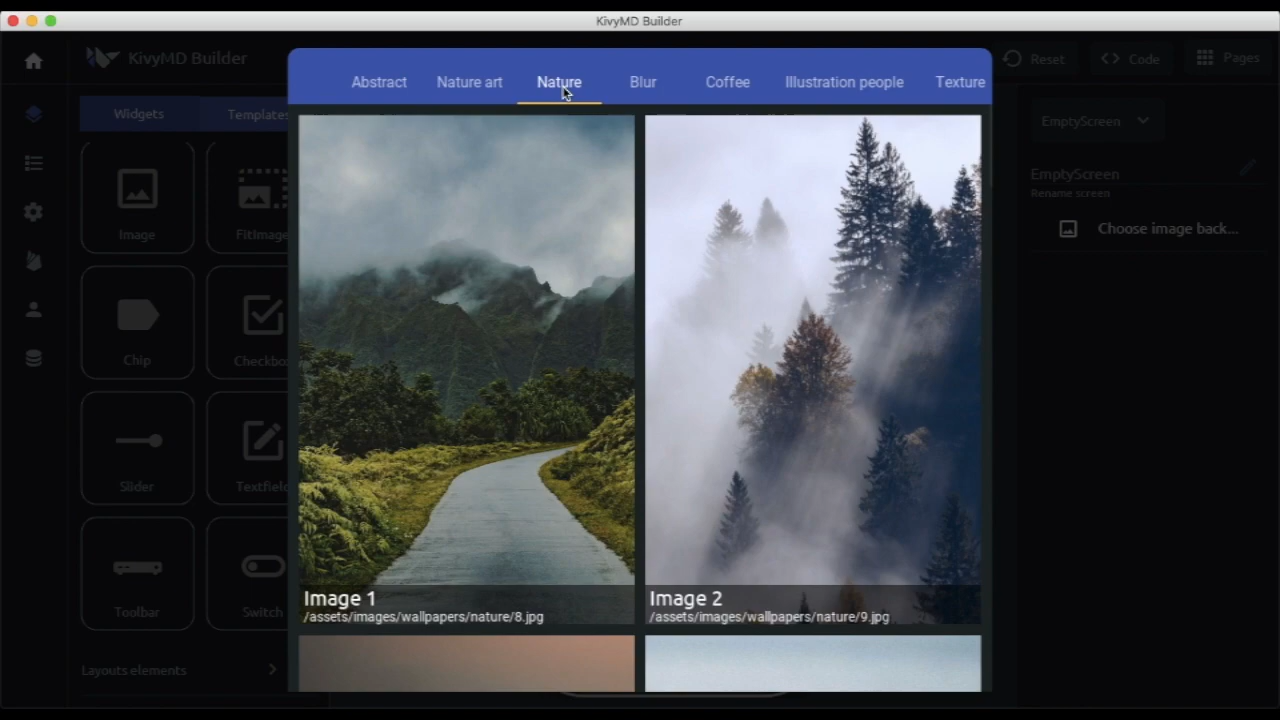 KivyMD Builder
KivyMD Builder
Reset
Code
Pages
Abstract
Nature art
Nature
Blur
Coffee
Illustration people
Texture
Widgets
Templates
Image
FitImage
Chip
Checkbo
Slider
Textfield
Toolbar
Switch
Layouts elements
Image 1
/assets/images/wallpapers/nature/8.jpg
Image 2
/assets/images/wallpapers/nature/9.jpg
EmptyScreen
EmptyScreen
Rename screen
Choose image back...